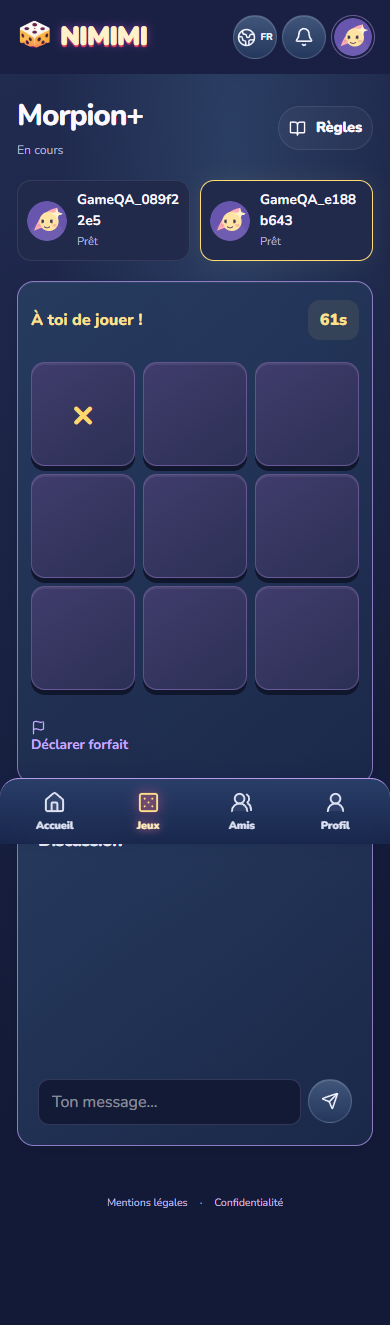 NIMIMI
FR
Morpion+
En cours
Règles
GameQA_089f2
2e5
Prêt
GameQA_e188
b643
Prêt
À toi de jouer !
61s
Déclarer forfait
Accueil
Jeux
Amis
Profil
Discussion
Ton message...
Mentions légales · Confidentialité